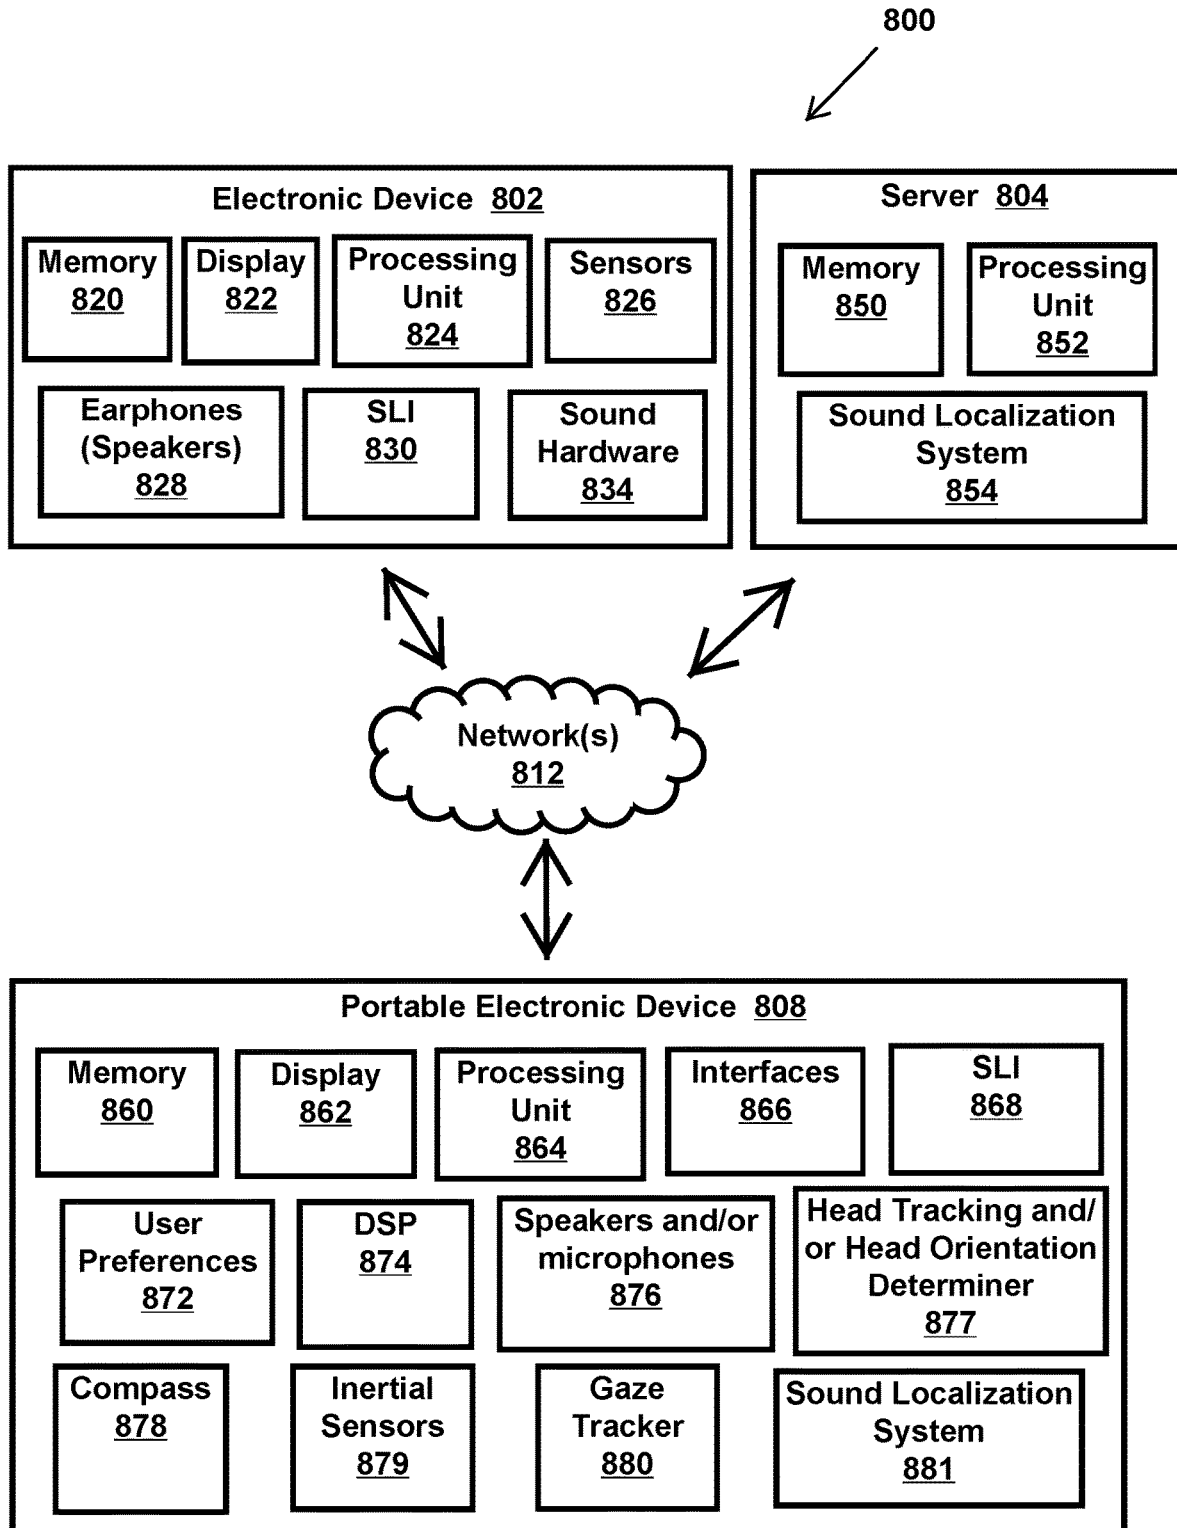 800
Electronic Device 802
Memory
820
Display
822
Processing
Unit
824
Sensors
826
Earphones
(Speakers)
828
SLI
830
Sound
Hardware
834
Server 804
Memory
850
Processing
Unit
852
Sound Localization
System
854
Network(s)
812
Portable Electronic Device 808
Memory
860
Display
862
Processing
Unit
864
Interfaces
866
SLI
868
User
Preferences
872
DSP
874
Speakers and/or
microphones
876
Head Tracking and/
or Head Orientation
Determiner
877
Compass
878
Inertial
Sensors
879
Gaze
Tracker
880
Sound Localization
System
881